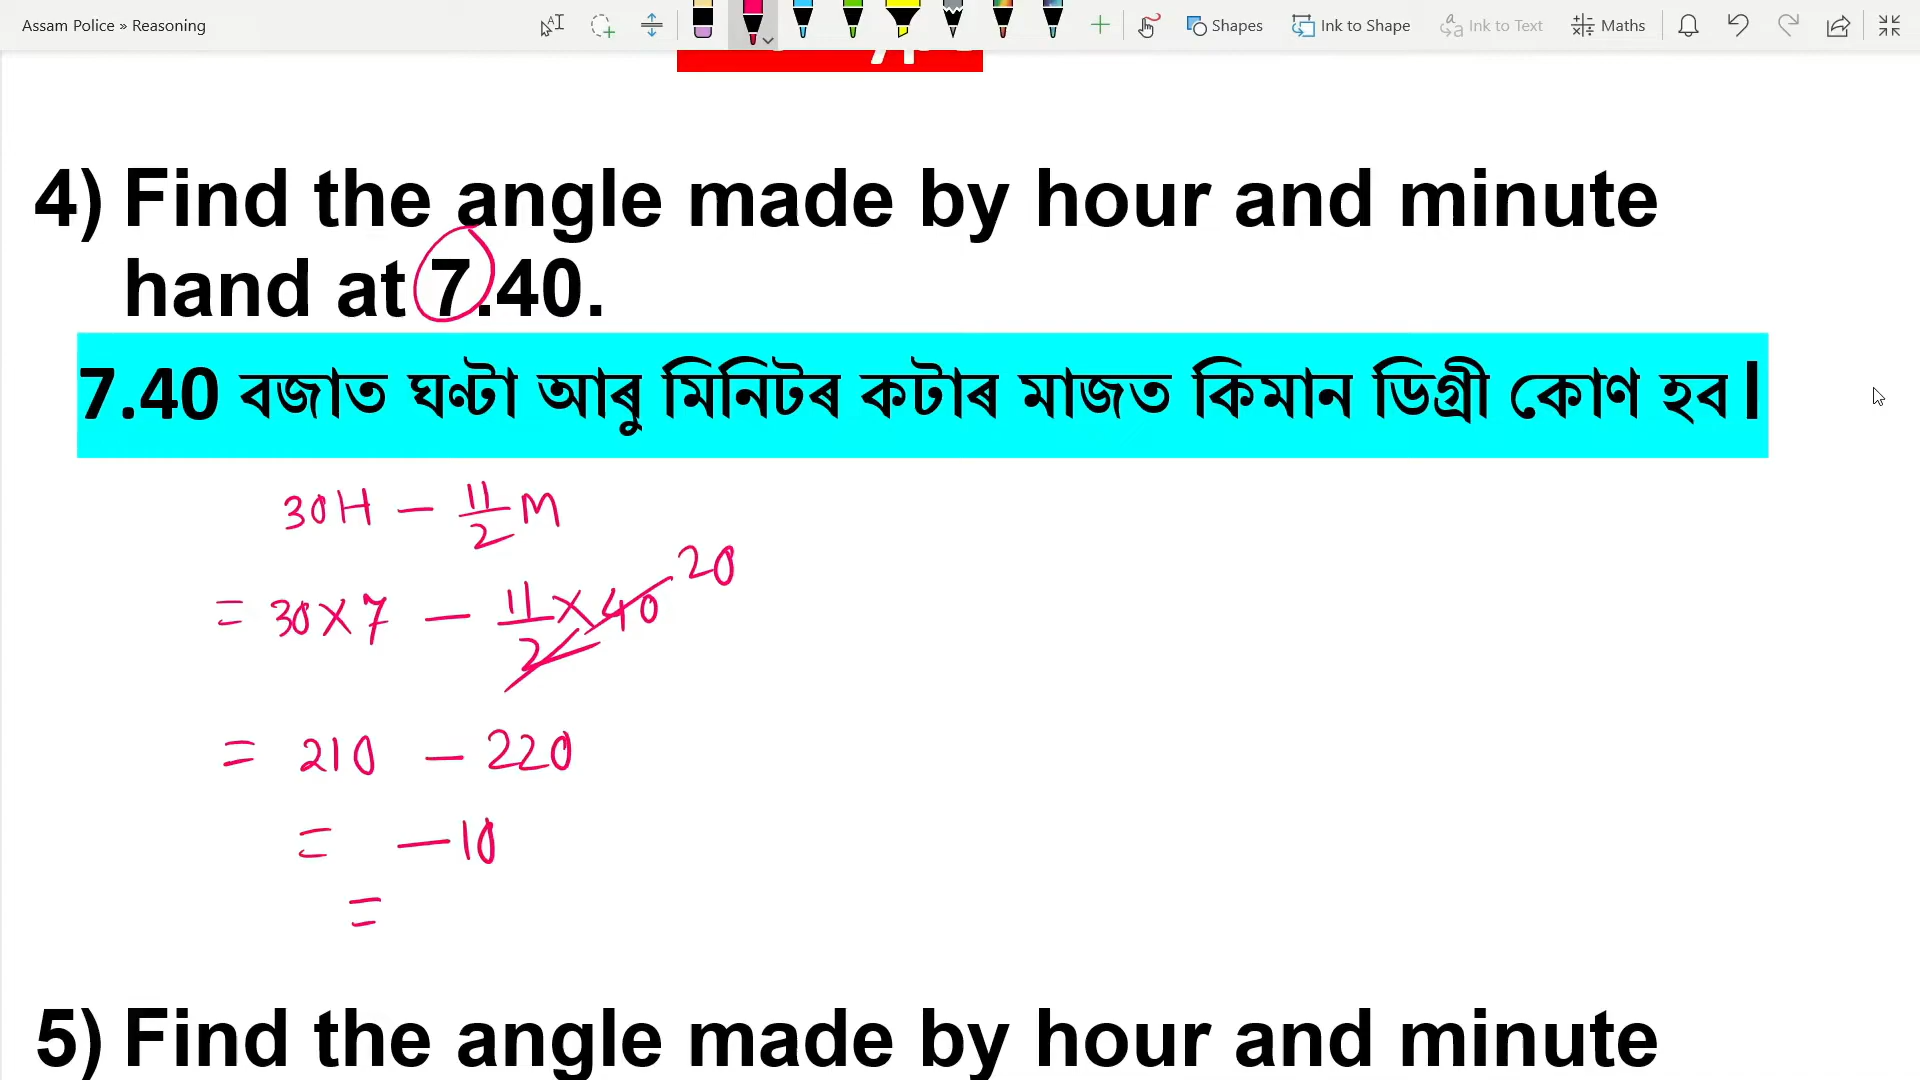 Assam Police » Reasoning
Shapes
Ink to Shape
Ink to Text
Maths
4) Find the angle made by hour and minute
hand at 7.40.
7.40 বজাত ঘণ্টা আৰু মিনিটৰ কটাৰ মাজত কিমান ডিগ্ৰী কোণ হব।
30H - 11/2 M
= 30 X 7 - 11/2 X 40 20
= 210 - 220
= -10
=
5) Find the angle made by hour and minute